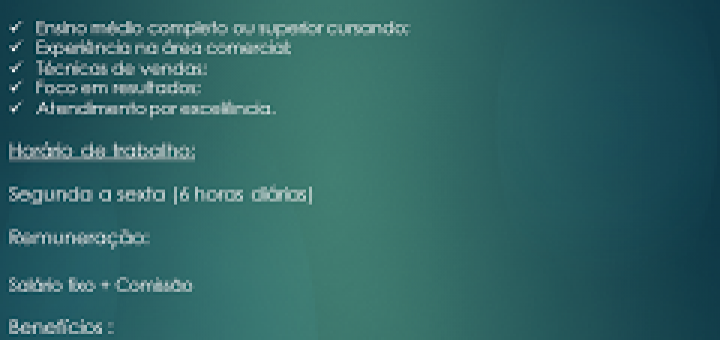 ✓ Ensino médio completo ou superior cursando;
✓ Experiência na área comercial;
✓ Técnicas de vendas;
✓ Foco em resultados;
✓ Atendimento por excelência.
Horário de trabalho:
Segunda a sexta (6 horas diárias)
Remuneração:
Salário fixo + Comissão
Benefícios :